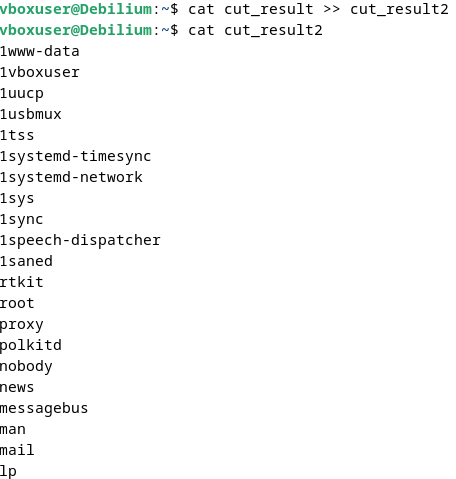 vboxuser@Debilium:~$ cat cut_result >> cut_result2
vboxuser@Debilium:~$ cat cut_result2
1www-data
1vboxuser
1uucp
1usbmux
1tss
1systemd-timesync
1systemd-network
1sys
1sync
1speech-dispatcher
1saned
rtkit
root
proxy
polkitd
nobody
news
messagebus
man
mail
lp